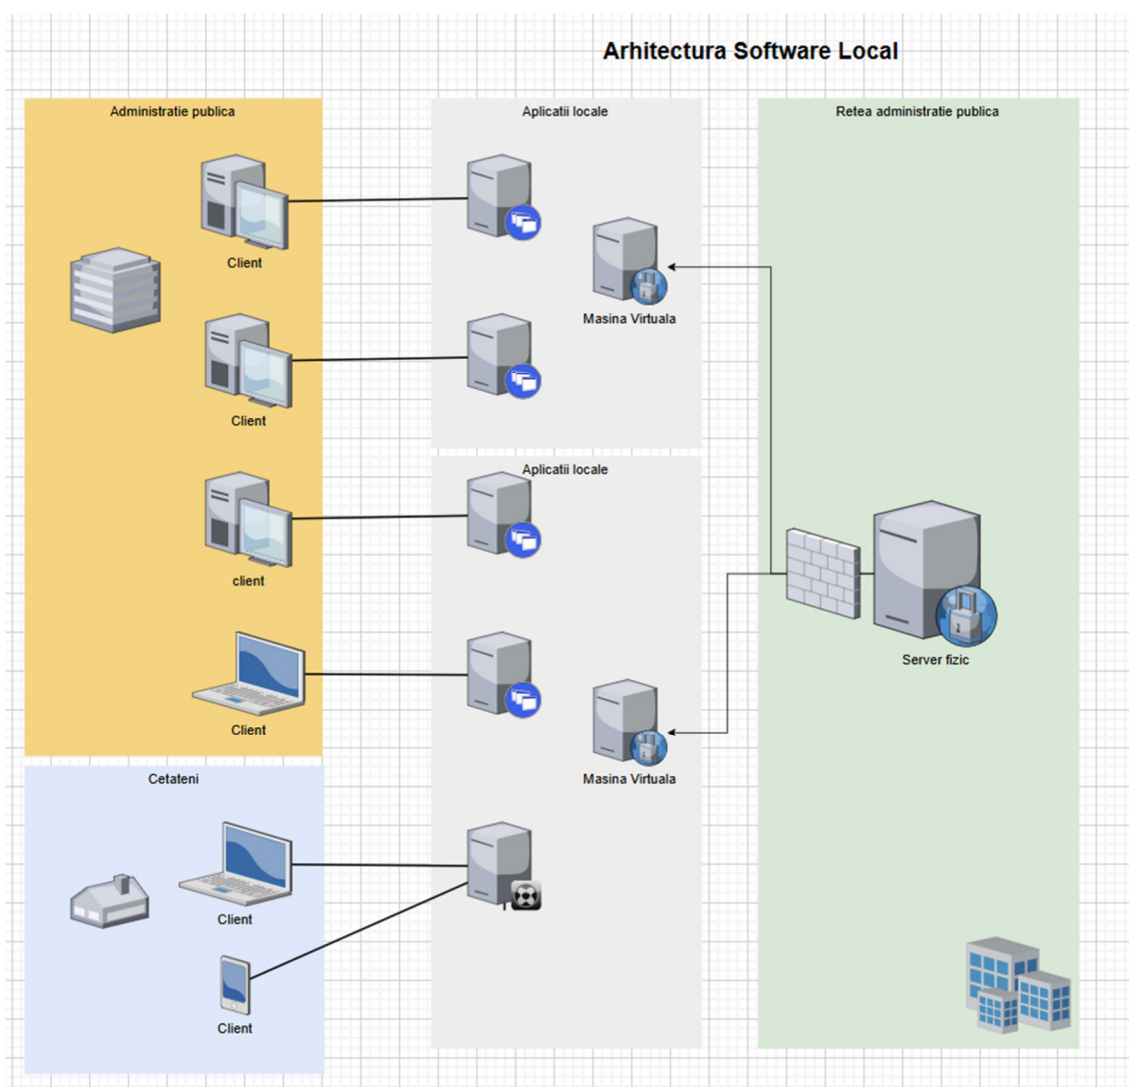 Arhitectura Software Local
Administratie publica
Client
Client
client
Client
Cetateni
Client
Client
Aplicatii locale
Masina Virtuala
Aplicatii locale
Masina Virtuala
Retea administratie publica
Server fizic